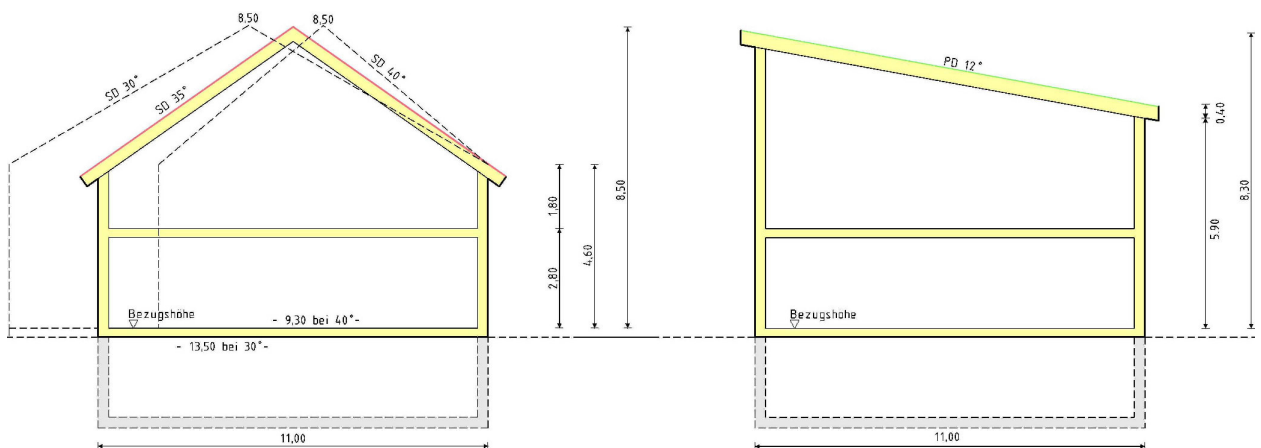 8,50
8,50
SD 30°
SD 35°
SD 40°
1,80
2,80
4,60
8,50
Bezugshöhe
- 9,30 bei 40°-
- 13,50 bei 30°-
11,00
PD 12°
0,40
5,90
8,30
Bezugshöhe
11,00